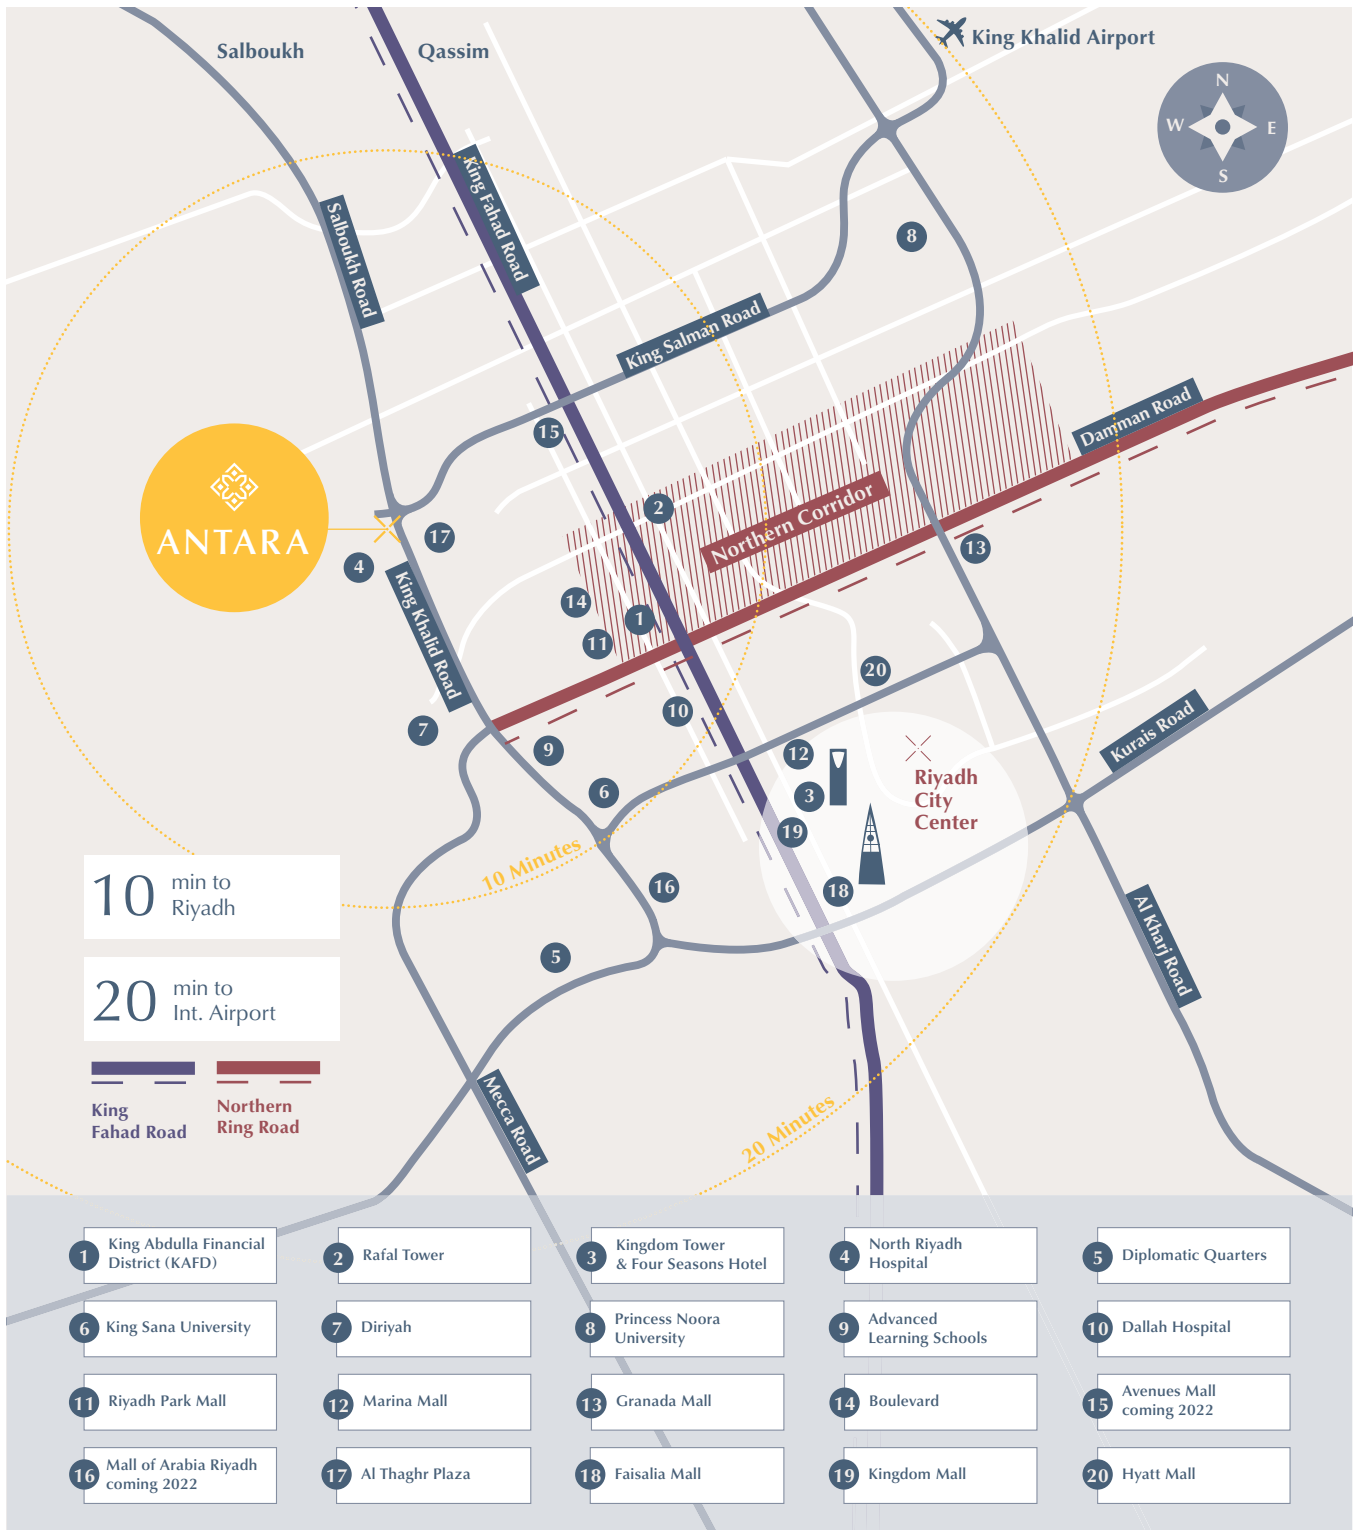 Salboukh
Qassim
King Khalid Airport
N
W
E
S
King Fahad Road
Salboukh Road
8
King Salman Road
Damman Road
15
2
Northern Corridor
ANTARA
17
4
13
King Khalid Road
14
1
11
20
7
10
9
12
Kurais Road
6
3
Riyadh
City
Center
19
10 Minutes
16
18
10
min to
Riyadh
Al Kharj Road
5
20
min to
Int. Airport
King
Fahad Road
Northern
Ring Road
Mecca Road
20 Minutes
1
King Abdulla Financial
District (KAFD)
2
Rafal Tower
3
Kingdom Tower
& Four Seasons Hotel
4
North Riyadh
Hospital
5
Diplomatic Quarters
6
King Sana University
7
Diriyah
8
Princess Noora
University
9
Advanced
Learning Schools
10
Dallah Hospital
11
Riyadh Park Mall
12
Marina Mall
13
Granada Mall
14
Boulevard
15
Avenues Mall
coming 2022
16
Mall of Arabia Riyadh
coming 2022
17
Al Thaghr Plaza
18
Faisalia Mall
19
Kingdom Mall
20
Hyatt Mall